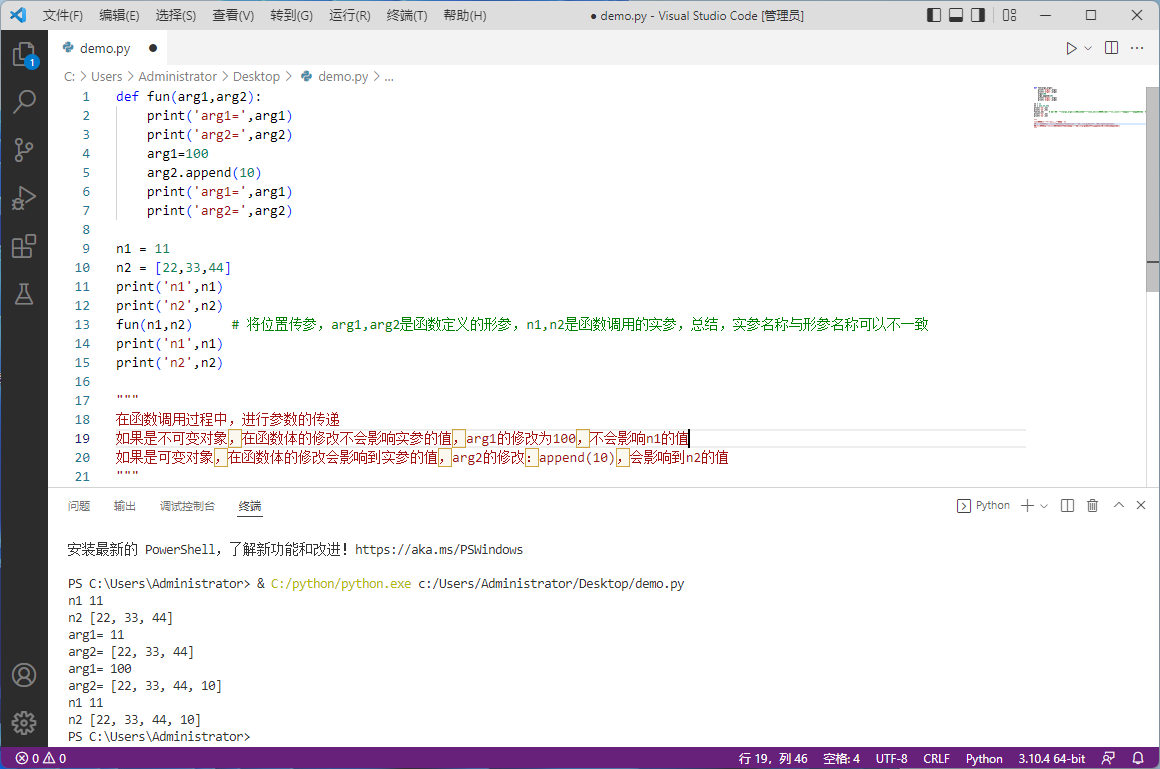 文件(F) 编辑(E) 选择(S) 查看(V) 转到(G) 运行(R) 终端(T) 帮助(H) ● demo.py - Visual Studio Code [管理员]
demo.py ●
C: > Users > Administrator > Desktop > demo.py > ...
1 def fun(arg1,arg2):
2 print('arg1=',arg1)
3 print('arg2=',arg2)
4 arg1=100
5 arg2.append(10)
6 print('arg1=',arg1)
7 print('arg2=',arg2)
8
9 n1 = 11
10 n2 = [22,33,44]
11 print('n1',n1)
12 print('n2',n2)
13 fun(n1,n2) # 将位置传参，arg1,arg2是函数定义的形参，n1,n2是函数调用的实参，总结，实参名称与形参名称可以不一致
14 print('n1',n1)
15 print('n2',n2)
16
17 """
18 在函数调用过程中，进行参数的传递
19 如果是不可变对象，在函数体的修改不会影响实参的值，arg1的修改为100，不会影响n1的值
20 如果是可变对象，在函数体的修改会影响到实参的值，arg2的修改：append(10)，会影响到n2的值
21 """
问题 输出 调试控制台 终端 Python
安装最新的 PowerShell，了解新功能和改进！https://aka.ms/PSWindows
PS C:\Users\Administrator> & C:/python/python.exe c:/Users/Administrator/Desktop/demo.py
n1 11
n2 [22, 33, 44]
arg1= 11
arg2= [22, 33, 44]
arg1= 100
arg2= [22, 33, 44, 10]
n1 11
n2 [22, 33, 44, 10]
PS C:\Users\Administrator>
1
0 0 行 19，列 46 空格: 4 UTF-8 CRLF Python 3.10.4 64-bit